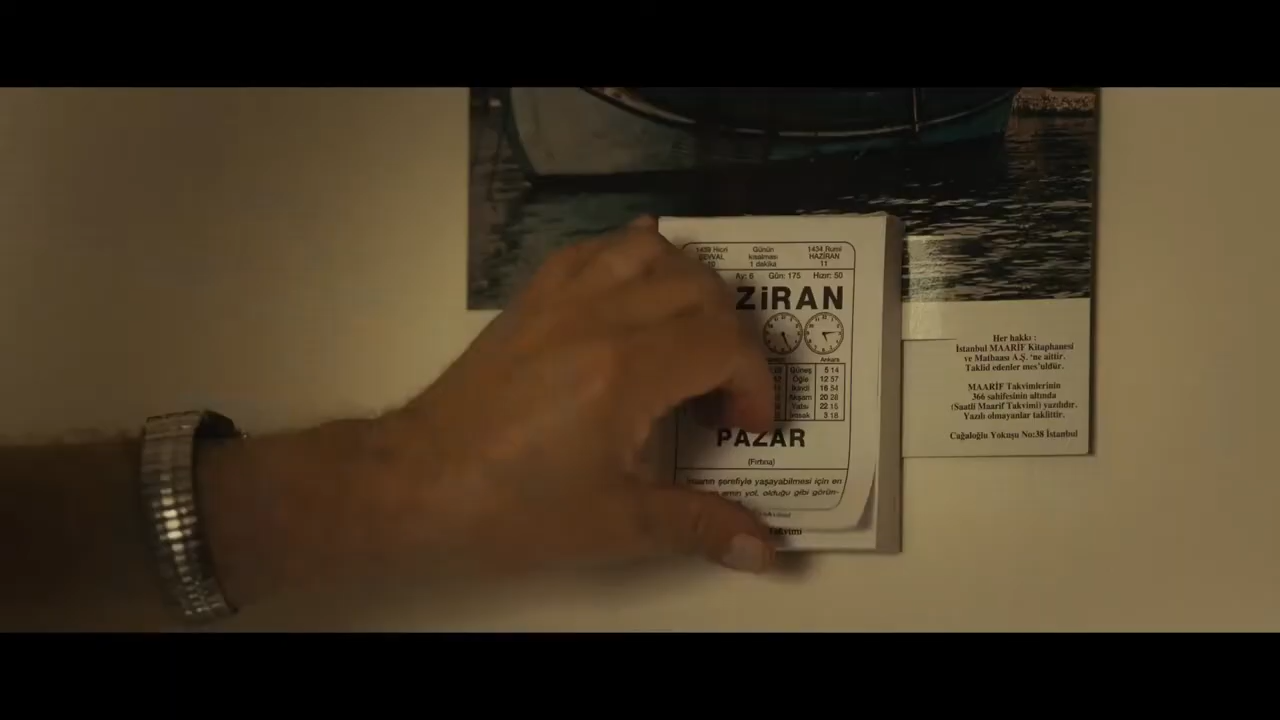 1439 Hicri
Günün
1434 Rumi
ŞEVVAL
kısalması
HAZİRAN
10
1 dakika
11
Ay: 6 Gün: 175 Hızır: 50
ZİRAN
Ankara
Güneş 5 14
Öğle 12 57
İkindi 16 54
Akşam 20 28
Yatsı 22 15
İmsak 3 18
PAZAR
(Fırtına)
şerefiyle yaşayabilmesi için en
emin yol, olduğu gibi görün-
Takvimi
Her hakkı :
İstanbul MAARİF Kitaphanesi
ve Matbaası A.Ş. 'ne aittir.
Taklid edenler mes'uldür.
MAARİF Takvimlerinin
366 sahifesinin altında
(Saatli Maarif Takvimi) yazılıdır.
Yazılı olmayanlar taklittir.
Cağaloğlu Yokuşu No:38 İstanbul